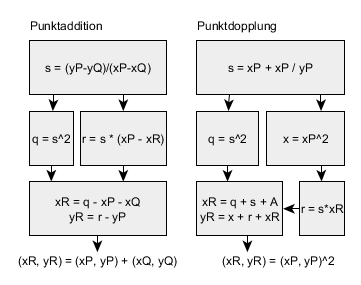 Punktaddition
s = (yP-yQ)/(xP-xQ)
q = s^2
r = s * (xP - xR)
xR = q - xP - xQ
yR = r - yP
(xR, yR) = (xP, yP) + (xQ, yQ)
Punktdopplung
s = xP + xP / yP
q = s^2
x = xP^2
xR = q + s + A
yR = x + r + xR
r = s*xR
(xR, yR) = (xP, yP)^2